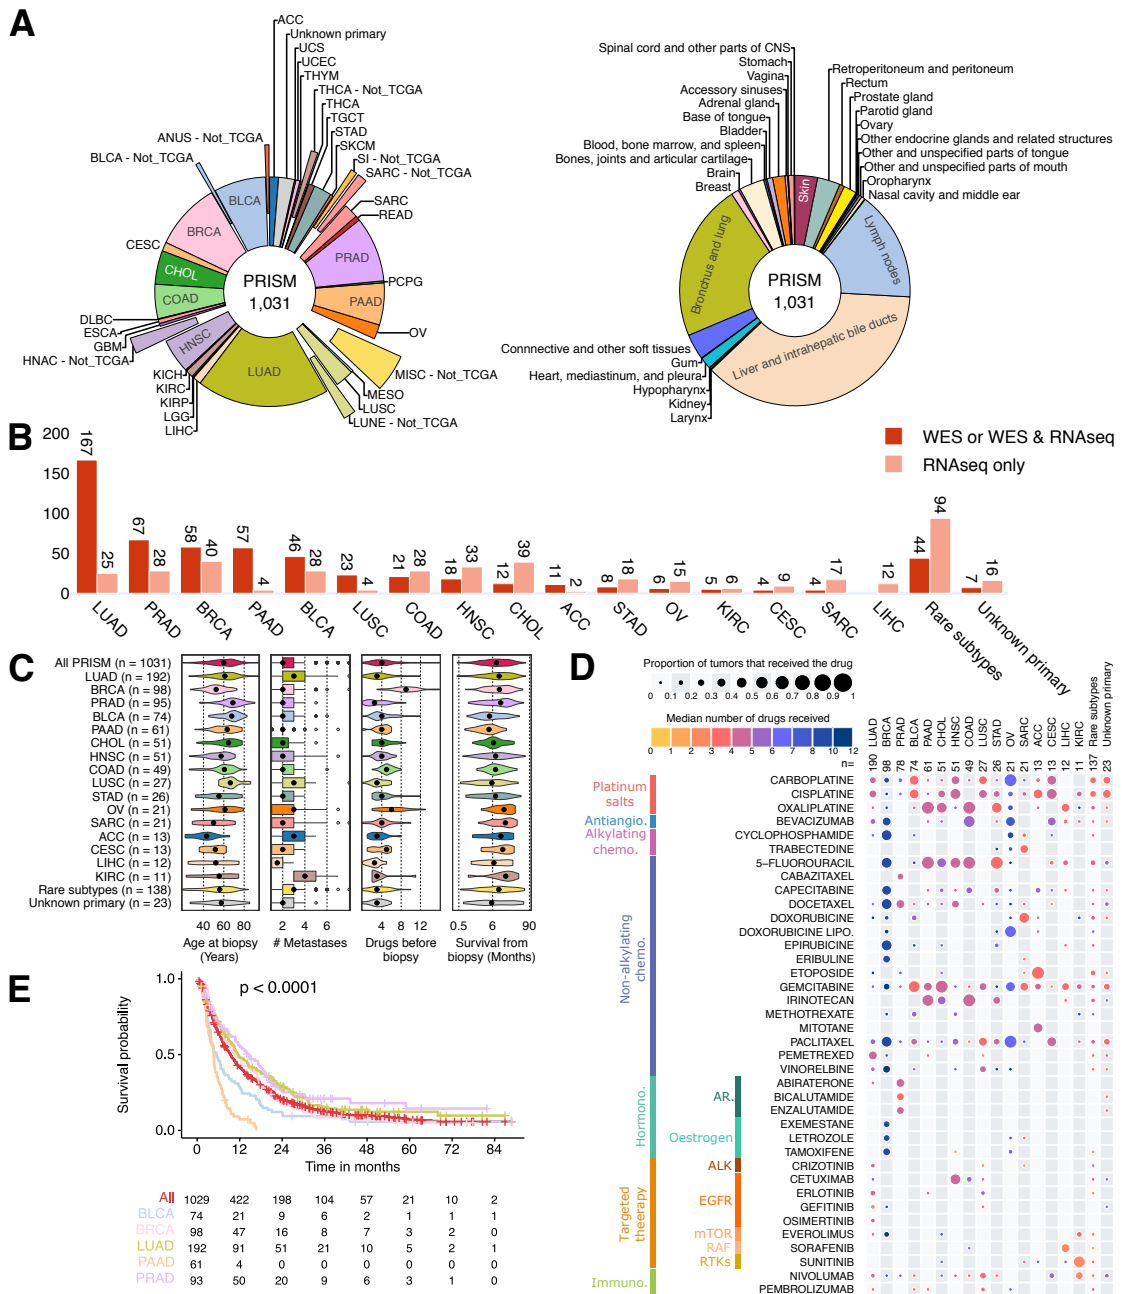 A
ACC
Unknown primary
UCS
UCEC
THYM
THCA - Not_TCGA
THCA
TGCT
STAD
SKCM
SI - Not_TCGA
SARC - Not_TCGA
SARC
READ
PRAD
PCPG
PAAD
OV
MISC - Not_TCGA
MESO
LUSC
LUNE - Not_TCGA
LUAD
LIHC
LGG
KIRP
KIRC
KICH
HNSC
HNAC - Not_TCGA
GBM
ESCA
DLBC
COAD
CHOL
CESC
BRCA
BLCA
BLCA - Not_TCGA
ANUS - Not_TCGA
PRISM
1,031
Spinal cord and other parts of CNS
Stomach
Vagina
Accessory sinuses
Adrenal gland
Base of tongue
Bladder
Blood, bone marrow, and spleen
Bones, joints and articular cartilage
Brain
Breast
Bronchus and lung
Connnective and other soft tissues
Gum
Heart, mediastinum, and pleura
Hypopharynx
Kidney
Larynx
Liver and intrahepatic bile ducts
Lymph nodes
Nasal cavity and middle ear
Oropharynx
Other and unspecified parts of mouth
Other and unspecified parts of tongue
Other endocrine glands and related structures
Ovary
Parotid gland
Prostate gland
Rectum
Retroperitoneum and peritoneum
Skin
PRISM
1,031
B
200
150
100
50
0
WES or WES & RNAseq
RNAseq only
167 25 67 28 58 40 57 4 46 28 23 4 21 28 18 33 12 39 11 2 8 18 6 15 5 6 4 9 4 17 12 44 94 7 16
LUAD PRAD BRCA PAAD BLCA LUSC COAD HNSC CHOL ACC STAD OV KIRC CESC SARC LIHC Rare subtypes Unknown primary
C
All PRISM (n = 1031)
LUAD (n = 192)
BRCA (n = 98)
PRAD (n = 95)
BLCA (n = 74)
PAAD (n = 61)
CHOL (n = 51)
HNSC (n = 51)
COAD (n = 49)
LUSC (n = 27)
STAD (n = 26)
OV (n = 21)
SARC (n = 21)
ACC (n = 13)
CESC (n = 13)
LIHC (n = 12)
KIRC (n = 11)
Rare subtypes (n = 138)
Unknown primary (n = 23)
40 60 80
Age at biopsy
(Years)
2 4 6
# Metastases
4 8 12
Drugs before
biopsy
0.5 6 90
Survival from
biopsy (Months)
D
Proportion of tumors that received the drug
0 0.1 0.2 0.3 0.4 0.5 0.6 0.7 0.8 0.9 1
Median number of drugs received
0 1 2 3 4 5 6 7 8 10 12
LUAD BRCA PRAD BLCA PAAD CHOL HNSC COAD LUSC STAD SARC OV ACC CESC LIHC KIRC Rare subtypes Unknown primary
n= 190 98 78 74 61 51 51 49 27 26 21 21 13 13 12 11 137 23
Platinum
salts
Antiangio.
Alkylating
chemo.
Non-alkylating
chemo.
Hormono.
Targeted
theerapy
Immuno.
AR.
Oestrogen
ALK
EGFR
mTOR
RAF
RTKs
CARBOPLATINE
CISPLATINE
OXALIPLATINE
BEVACIZUMAB
CYCLOPHOSPHAMIDE
TRABECTEDINE
5-FLUOROURACIL
CABAZITAXEL
CAPECITABINE
DOCETAXEL
DOXORUBICINE
DOXORUBICINE LIPO.
EPIRUBICINE
ERIBULINE
ETOPOSIDE
GEMCITABINE
IRINOTECAN
METHOTREXATE
MITOTANE
PACLITAXEL
PEMETREXED
VINORELBINE
ABIRATERONE
BICALUTAMIDE
ENZALUTAMIDE
EXEMESTANE
LETROZOLE
TAMOXIFENE
CRIZOTINIB
CETUXIMAB
ERLOTINIB
GEFITINIB
OSIMERTINIB
EVEROLIMUS
SORAFENIB
SUNITINIB
NIVOLUMAB
PEMBROLIZUMAB
E
1.0
0.5
0.0
Survival probability
p < 0.0001
0 12 24 36 48 60 72 84
Time in months
All 1029 422 198 104 57 21 10 2
BLCA 74 21 9 6 2 1 1 1
BRCA 98 47 16 8 7 3 2 0
LUAD 192 91 51 21 10 5 2 1
PAAD 61 4 0 0 0 0 0 0
PRAD 93 50 20 9 6 3 1 0